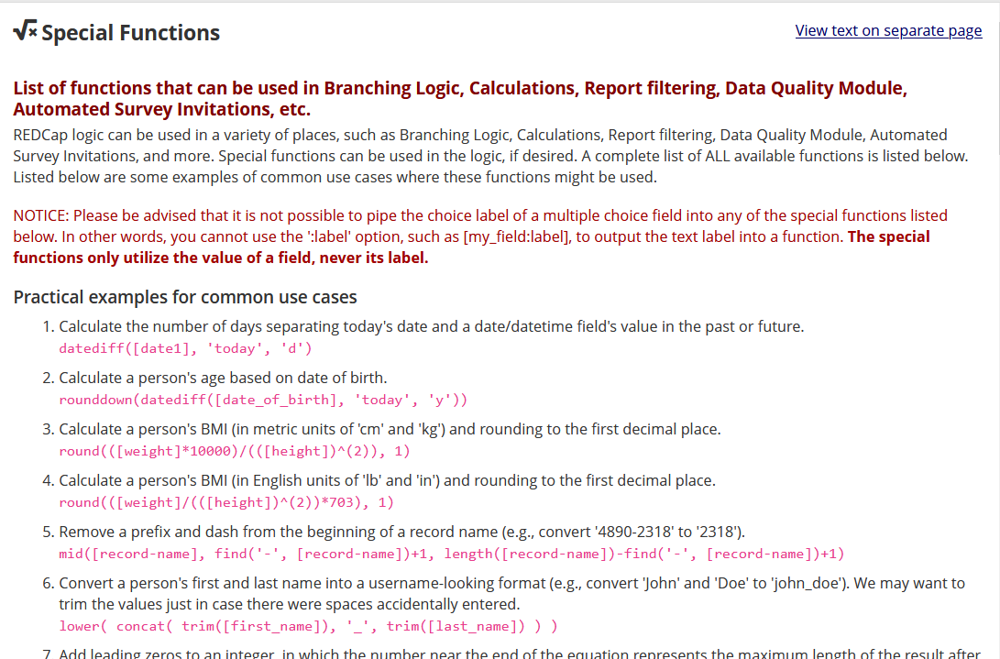 Special Functions
View text on separate page
List of functions that can be used in Branching Logic, Calculations, Report filtering, Data Quality Module,
Automated Survey Invitations, etc.
REDCap logic can be used in a variety of places, such as Branching Logic, Calculations, Report filtering, Data Quality Module, Automated
Survey Invitations, and more. Special functions can be used in the logic, if desired. A complete list of ALL available functions is listed below.
Listed below are some examples of common use cases where these functions might be used.
NOTICE: Please be advised that it is not possible to pipe the choice label of a multiple choice field into any of the special functions listed
below. In other words, you cannot use the ':label' option, such as [my_field:label], to output the text label into a function. The special
functions only utilize the value of a field, never its label.
Practical examples for common use cases
1. Calculate the number of days separating today's date and a date/datetime field's value in the past or future.
datediff([date1], 'today', 'd')
2. Calculate a person's age based on date of birth.
rounddown(datediff([date_of_birth], 'today', 'y'))
3. Calculate a person's BMI (in metric units of 'cm' and 'kg') and rounding to the first decimal place.
round(([weight]*10000)/(([height])^(2)), 1)
4. Calculate a person's BMI (in English units of 'lb' and 'in') and rounding to the first decimal place.
round(([weight]/(([height])^(2))*703), 1)
5. Remove a prefix and dash from the beginning of a record name (e.g., convert '4890-2318' to '2318').
mid([record-name], find('-', [record-name])+1, length([record-name])-find('-', [record-name])+1)
6. Convert a person's first and last name into a username-looking format (e.g., convert 'John' and 'Doe' to 'john_doe'). We may want to
trim the values just in case there were spaces accidentally entered.
lower( concat( trim([first_name]), '_', trim([last_name]) ) )
7. Add leading zeros to an integer, in which the number near the end of the equation represents the maximum length of the result after